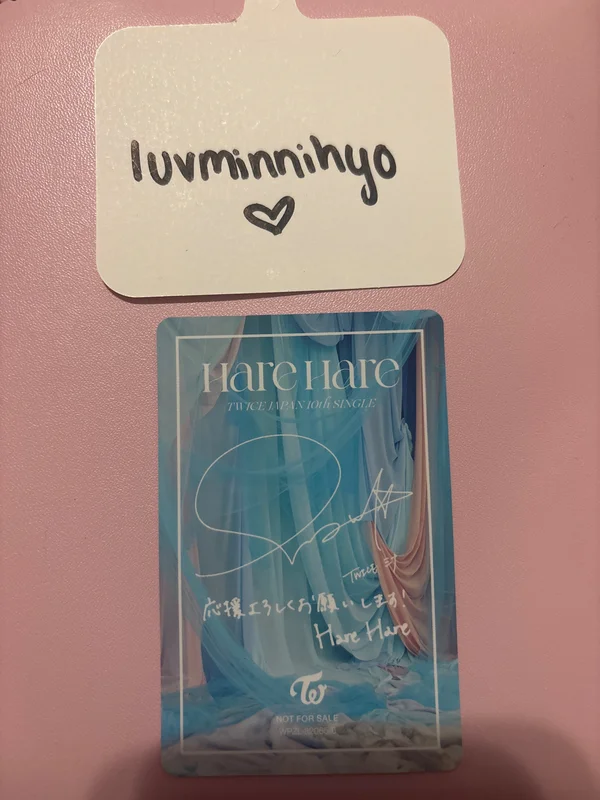 luvminnihyo
Hare Hare
TWICE JAPAN 10th SINGLE
TWICE
応援よろしくお願いします!
Hare Hare
NOT FOR SALE